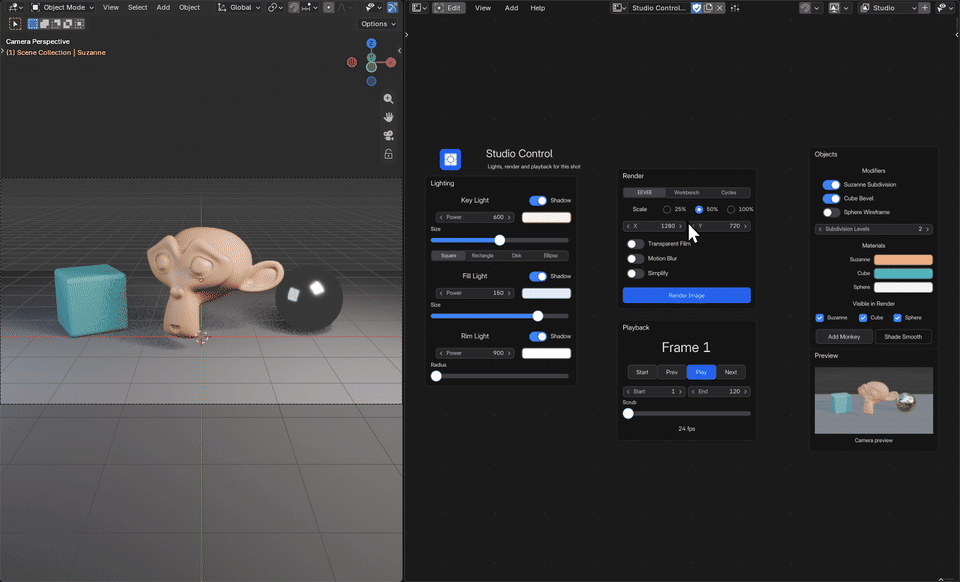 Object Mode View Select Add Object Global
Options
Camera Perspective
(1) Scene Collection | Suzanne
Z
Edit View Add Help Studio Control... Studio
Studio Control
Lights, render and playback for this shot
Lighting
Key Light Shadow
Power 600
Size
Square Rectangle Disk Ellipse
Fill Light Shadow
Power 150
Size
Rim Light Shadow
Power 900
Radius
Render
EEVEE Workbench Cycles
Scale 25% 50% 100%
X 1280 Y 720
Transparent Film
Motion Blur
Simplify
Render Image
Playback
Frame 1
Start Prev Play Next
Start 1 End 120
Scrub
24 fps
Objects
Modifiers
Suzanne Subdivision
Cube Bevel
Sphere Wireframe
Subdivision Levels 2
Materials
Suzanne
Cube
Sphere
Visible in Render
Suzanne Cube Sphere
Add Monkey Shade Smooth
Preview
Camera preview